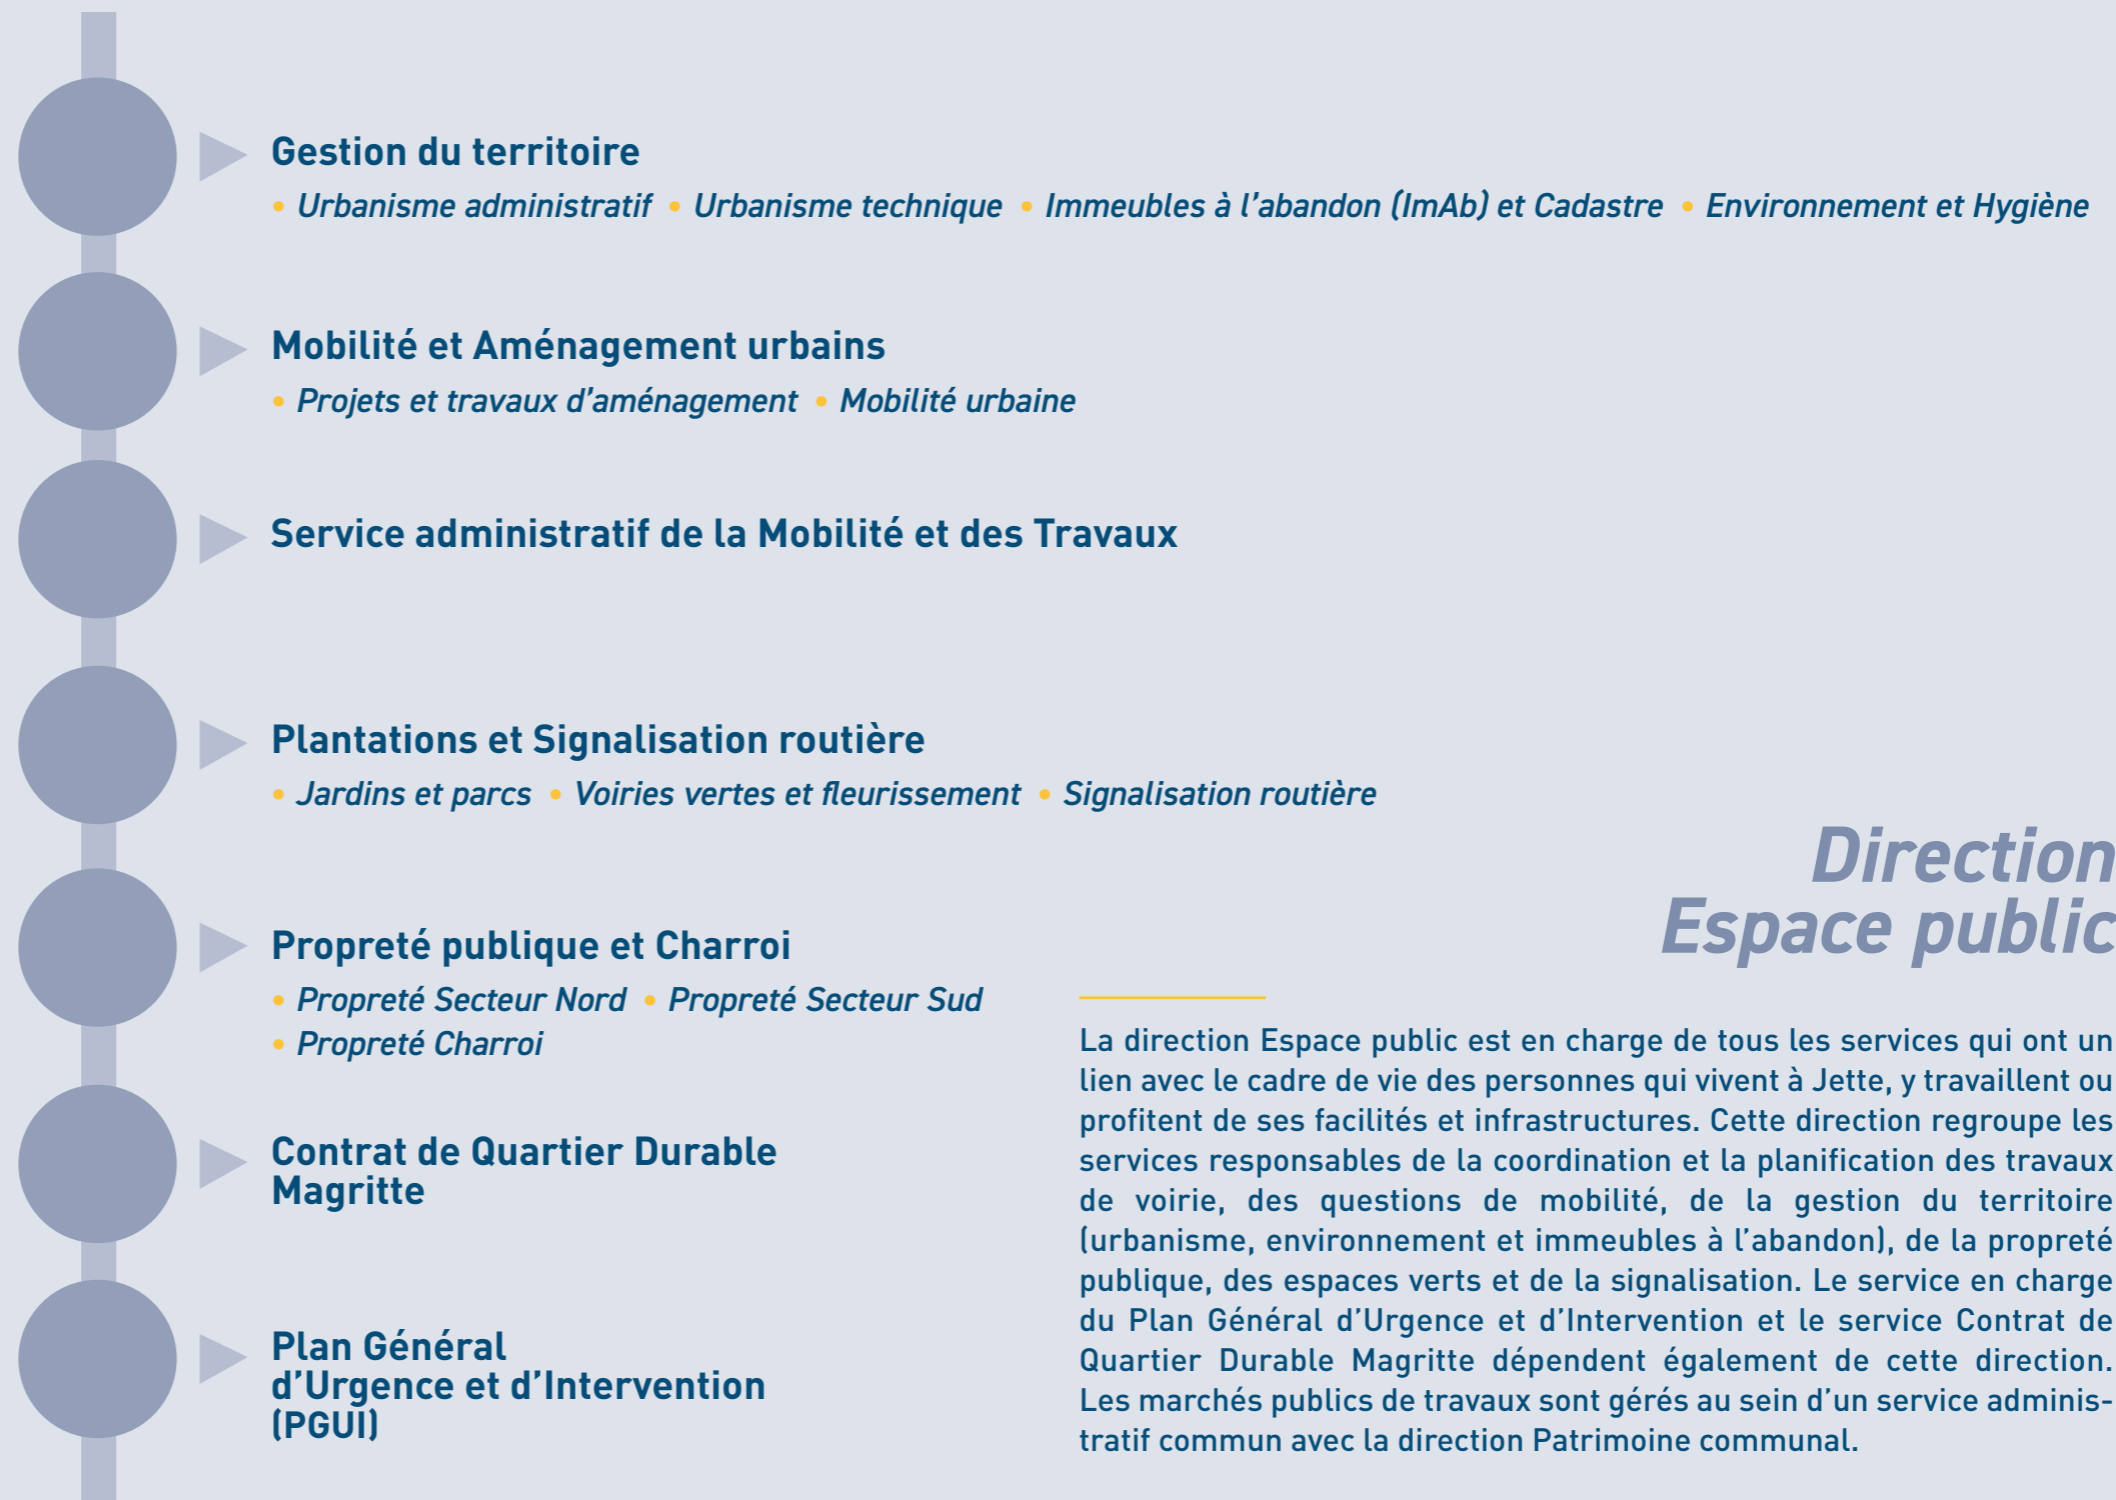 Gestion du territoire
• Urbanisme administratif • Urbanisme technique • Immeubles à l’abandon (ImAb) et Cadastre • Environnement et Hygiène
Mobilité et Aménagement urbains
• Projets et travaux d’aménagement • Mobilité urbaine
Service administratif de la Mobilité et des Travaux
Plantations et Signalisation routière
• Jardins et parcs • Voiries vertes et fleurissement • Signalisation routière
Propreté publique et Charroi
• Propreté Secteur Nord • Propreté Secteur Sud
• Propreté Charroi
Contrat de Quartier Durable
Magritte
Plan Général
d’Urgence et d’Intervention
(PGUI)
Direction
Espace public
La direction Espace public est en charge de tous les services qui ont un
lien avec le cadre de vie des personnes qui vivent à Jette, y travaillent ou
profitent de ses facilités et infrastructures. Cette direction regroupe les
services responsables de la coordination et la planification des travaux
de voirie, des questions de mobilité, de la gestion du territoire
(urbanisme, environnement et immeubles à l’abandon), de la propreté
publique, des espaces verts et de la signalisation. Le service en charge
du Plan Général d’Urgence et d’Intervention et le service Contrat de
Quartier Durable Magritte dépendent également de cette direction.
Les marchés publics de travaux sont gérés au sein d’un service adminis-
tratif commun avec la direction Patrimoine communal.